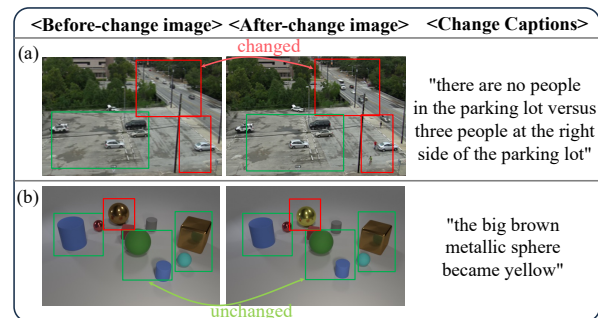 <Before-change image> <After-change image> <Change Captions>
(a)
changed
"there are no people
in the parking lot versus
three people at the right
side of the parking lot"
(b)
"the big brown
metallic sphere
became yellow"
unchanged